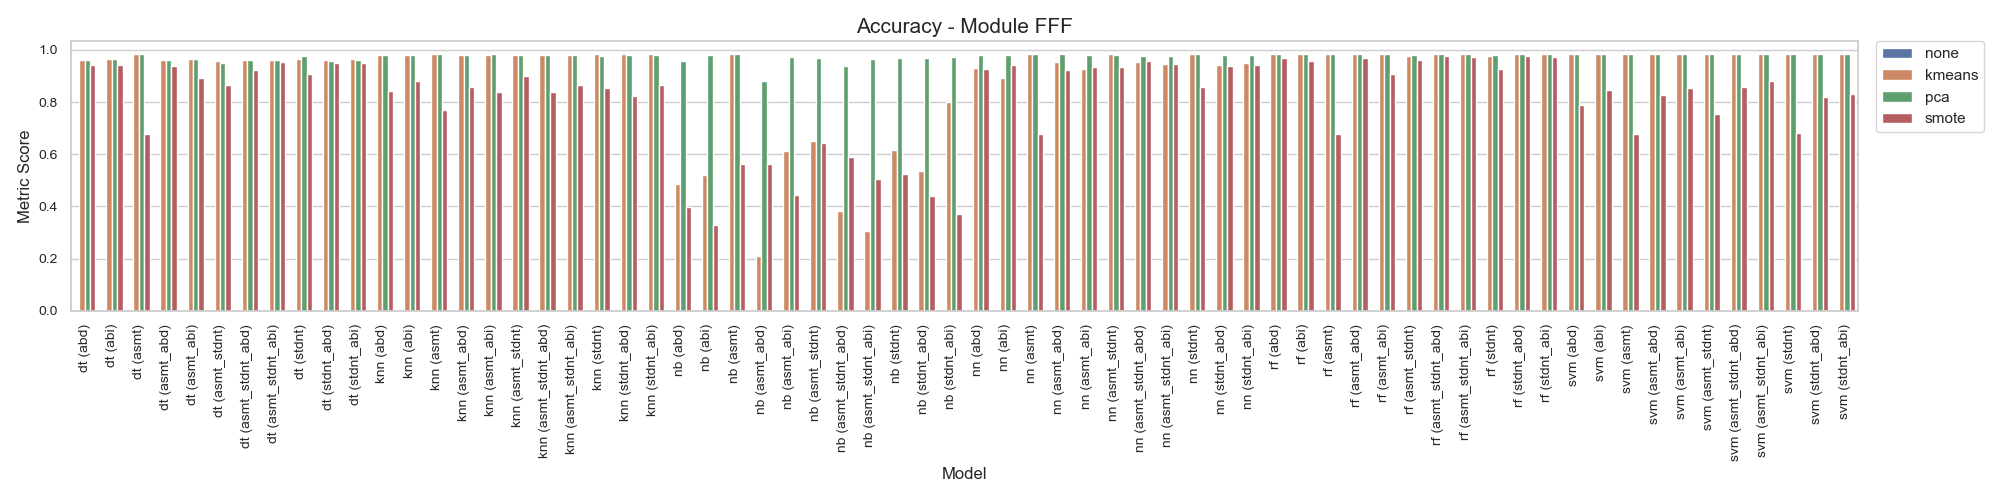 Accuracy - Module FFF
Metric Score
1.0
0.8
0.6
0.4
0.2
0.0
dt (abd)
dt (abi)
dt (asmt)
dt (asmt_abd)
dt (asmt_abi)
dt (asmt_stdnt)
dt (asmt_stdnt_abd)
dt (asmt_stdnt_abi)
dt (stdnt)
dt (stdnt_abd)
dt (stdnt_abi)
knn (abd)
knn (abi)
knn (asmt)
knn (asmt_abd)
knn (asmt_abi)
knn (asmt_stdnt)
knn (asmt_stdnt_abd)
knn (asmt_stdnt_abi)
knn (stdnt)
knn (stdnt_abd)
knn (stdnt_abi)
nb (abd)
nb (abi)
nb (asmt)
nb (asmt_abd)
nb (asmt_abi)
nb (asmt_stdnt)
nb (asmt_stdnt_abd)
nb (asmt_stdnt_abi)
nb (stdnt)
nb (stdnt_abd)
nb (stdnt_abi)
nn (abd)
nn (abi)
nn (asmt)
nn (asmt_abd)
nn (asmt_abi)
nn (asmt_stdnt)
nn (asmt_stdnt_abd)
nn (asmt_stdnt_abi)
nn (stdnt)
nn (stdnt_abd)
nn (stdnt_abi)
rf (abd)
rf (abi)
rf (asmt)
rf (asmt_abd)
rf (asmt_abi)
rf (asmt_stdnt)
rf (asmt_stdnt_abd)
rf (asmt_stdnt_abi)
rf (stdnt)
rf (stdnt_abd)
rf (stdnt_abi)
svm (abd)
svm (abi)
svm (asmt)
svm (asmt_abd)
svm (asmt_abi)
svm (asmt_stdnt)
svm (asmt_stdnt_abd)
svm (asmt_stdnt_abi)
svm (stdnt)
svm (stdnt_abd)
svm (stdnt_abi)
Model
none
kmeans
pca
smote